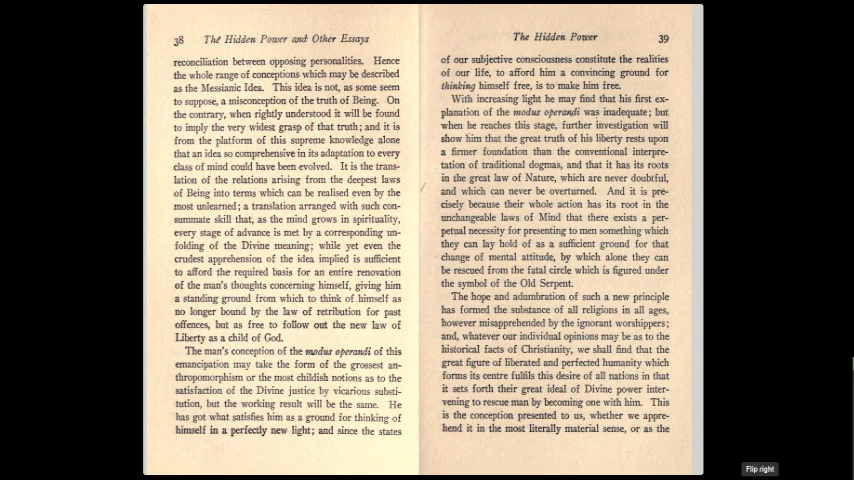 38 The Hidden Power and Other Essays
reconciliation between opposing personalities. Hence
the whole range of conceptions which may be described
as the Messianic Idea. This idea is not, as some seem
to suppose, a misconception of the truth of Being. On
the contrary, when rightly understood it will be found
to imply the very widest grasp of that truth; and it is
from the platform of this supreme knowledge alone
that an idea so comprehensive in its adaptation to every
class of mind could have been evolved. It is the trans-
lation of the relations arising from the deepest laws
of Being into terms which can be realised even by the
most unlearned; a translation arranged with such con-
summate skill that, as the mind grows in spirituality,
every stage of advance is met by a corresponding un-
folding of the Divine meaning; while yet even the
crudest apprehension of the idea implied is sufficient
to afford the required basis for an entire renovation
of the man's thoughts concerning himself, giving him
a standing ground from which to think of himself as
no longer bound by the law of retribution for past
offences, but as free to follow out the new law of
Liberty as a child of God.
The man's conception of the modus operandi of this
emancipation may take the form of the grossest an-
thropomorphism or the most childish notions as to the
satisfaction of the Divine justice by vicarious substi-
tution, but the working result will be the same. He
has got what satisfies him as a ground for thinking of
himself in a perfectly new light; and since the states
The Hidden Power 39
of our subjective consciousness constitute the realities
of our life, to afford him a convincing ground for
thinking himself free, is to make him free.
With increasing light he may find that his first ex-
planation of the modus operandi was inadequate; but
when he reaches this stage, further investigation will
show him that the great truth of his liberty rests upon
a firmer foundation than the conventional interpre-
tation of traditional dogmas, and that it has its roots
in the great law of Nature, which are never doubtful,
and which can never be overturned. And it is pre-
cisely because their whole action has its root in the
unchangeable laws of Mind that there exists a per-
petual necessity for presenting to men something which
they can lay hold of as a sufficient ground for that
change of mental attitude, by which alone they can
be rescued from the fatal circle which is figured under
the symbol of the Old Serpent.
The hope and adumbration of such a new principle
has formed the substance of all religions in all ages,
however misapprehended by the ignorant worshippers;
and, whatever our individual opinions may be as to the
historical facts of Christianity, we shall find that the
great figure of liberated and perfected humanity which
forms its centre fulfils this desire of all nations in that
it sets forth their great ideal of Divine power inter-
vening to rescue man by becoming one with him. This
is the conception presented to us, whether we appre-
hend it in the most literally material sense, or as the
Flip right